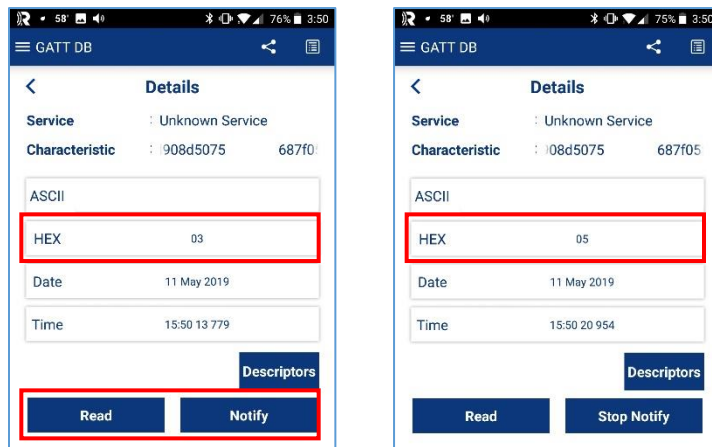 58° 76% 3:50
GATT DB
Details
Service : Unknown Service
Characteristic : 908d5075 687f05
ASCII
HEX 03
Date 11 May 2019
Time 15:50 13 779
Descriptors
Read Notify
58° 75% 3:50
GATT DB
Details
Service : Unknown Service
Characteristic : 08d5075 687f05
ASCII
HEX 05
Date 11 May 2019
Time 15:50 20 954
Descriptors
Read Stop Notify